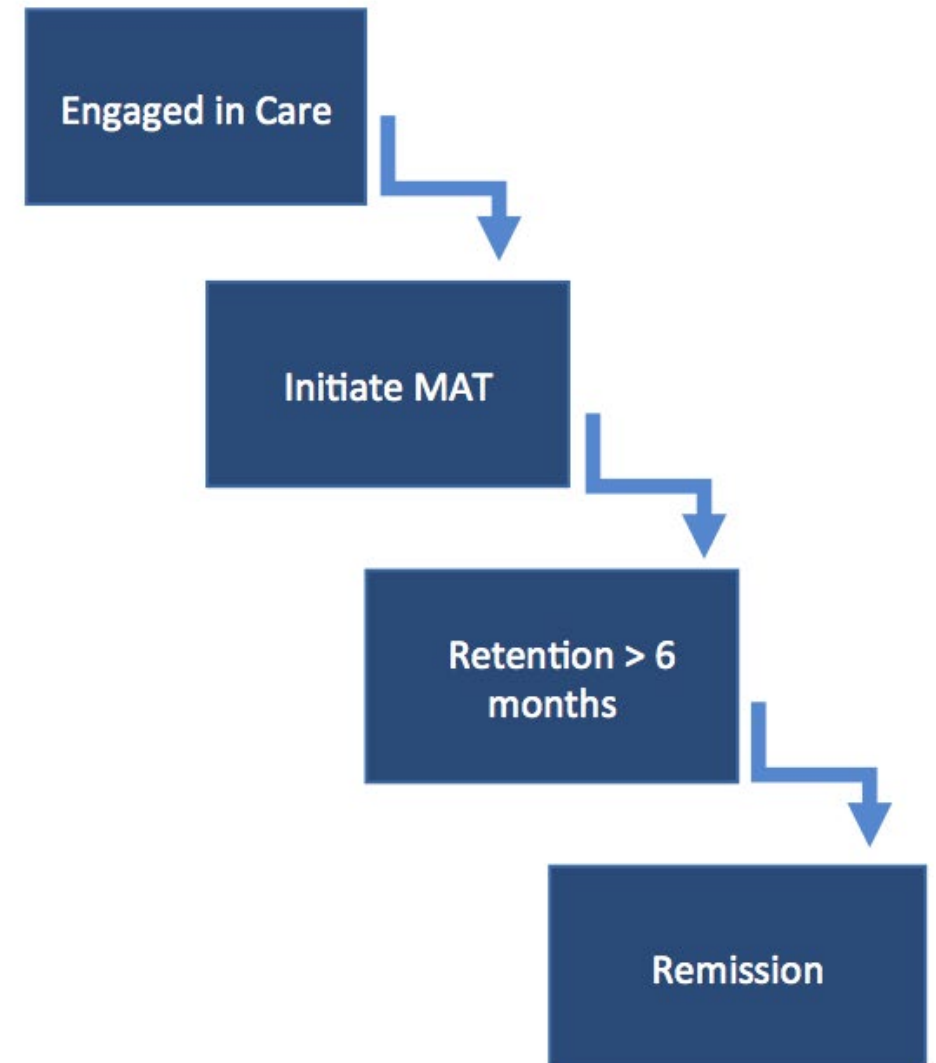 Engaged in Care
Initiate MAT
Retention > 6
months
Remission